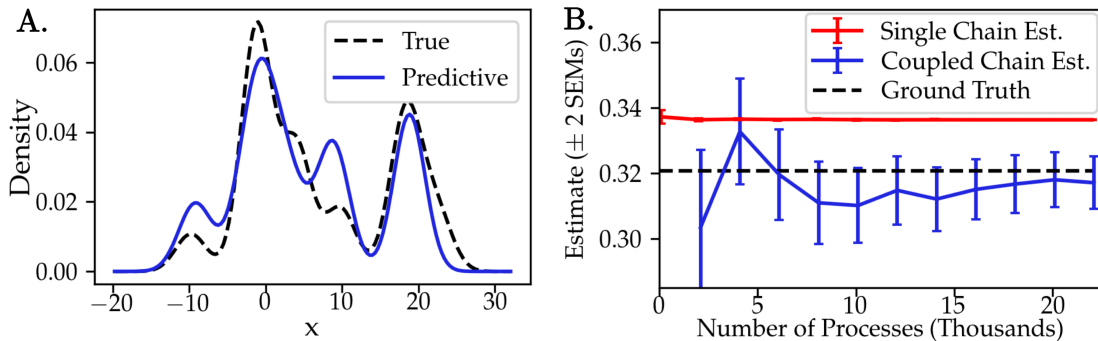 A.
True
Predictive
Density
0.06
0.04
0.02
0.00
−20 −10 0 10 20 30
x
B.
Single Chain Est.
Coupled Chain Est.
Ground Truth
Estimate (± 2 SEMs)
0.36
0.34
0.32
0.30
0 5 10 15 20
Number of Processes (Thousands)